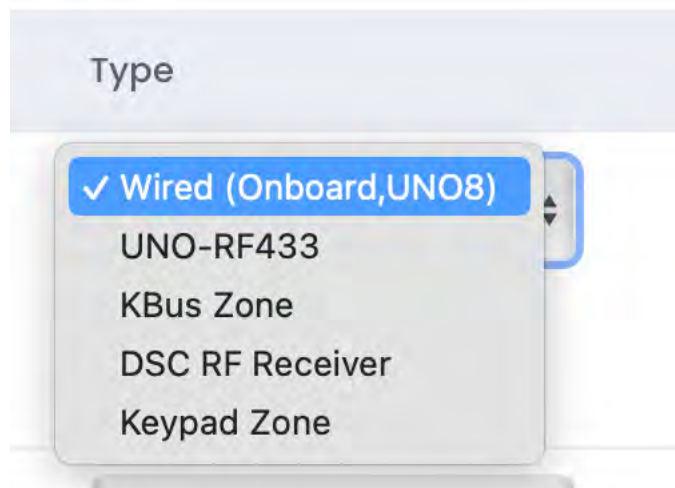 Type
✓ Wired (Onboard,UNO8)
UNO-RF433
KBus Zone
DSC RF Receiver
Keypad Zone